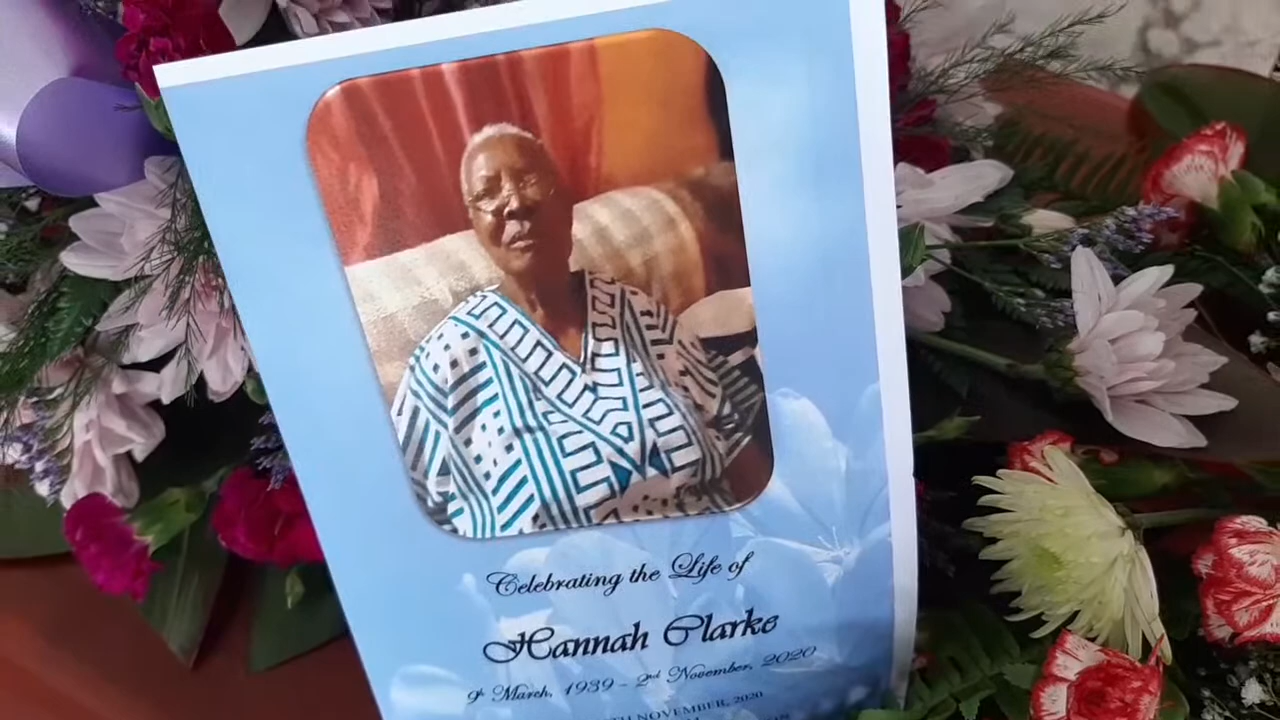 Celebrating the Life of
Hannah Clarke
9th March, 1939 - 2nd November, 2020
NOVEMBER, 2020